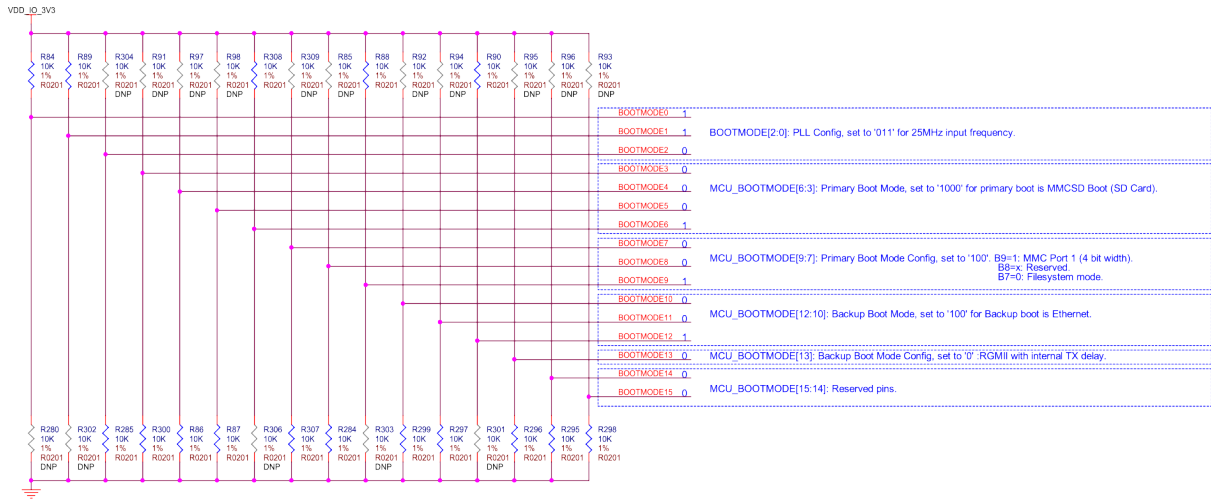 VDD_IO_3V3
R84 R89 R304 R91 R97 R98 R308 R309 R85 R88 R92 R94 R90 R95 R96 R93
10K 10K 10K 10K 10K 10K 10K 10K 10K 10K 10K 10K 10K 10K 10K 10K
1% 1% 1% 1% 1% 1% 1% 1% 1% 1% 1% 1% 1% 1% 1% 1%
R0201 R0201 R0201 R0201 R0201 R0201 R0201 R0201 R0201 R0201 R0201 R0201 R0201 R0201 R0201 R0201
DNP DNP DNP DNP DNP DNP DNP DNP DNP DNP DNP
BOOTMODE0 1
BOOTMODE1 1 BOOTMODE[2:0]: PLL Config, set to '011' for 25MHz input frequency.
BOOTMODE2 0
BOOTMODE3 0
BOOTMODE4 0 MCU_BOOTMODE[6:3]: Primary Boot Mode, set to '1000' for primary boot is MMCSD Boot (SD Card).
BOOTMODE5 0
BOOTMODE6 1
BOOTMODE7 0
BOOTMODE8 0 MCU_BOOTMODE[9:7]: Primary Boot Mode Config, set to '100'. B9=1: MMC Port 1 (4 bit width).
B8=x: Reserved.
B7=0: Filesystem mode.
BOOTMODE9 1
BOOTMODE10 0
BOOTMODE11 0 MCU_BOOTMODE[12:10]: Backup Boot Mode, set to '100' for Backup boot is Ethernet.
BOOTMODE12 1
BOOTMODE13 0 MCU_BOOTMODE[13]: Backup Boot Mode Config, set to '0' :RGMII with internal TX delay.
BOOTMODE14 0
BOOTMODE15 0 MCU_BOOTMODE[15:14]: Reserved pins.
R280 R302 R285 R300 R86 R87 R306 R307 R284 R303 R299 R297 R301 R296 R295 R298
10K 10K 10K 10K 10K 10K 10K 10K 10K 10K 10K 10K 10K 10K 10K 10K
1% 1% 1% 1% 1% 1% 1% 1% 1% 1% 1% 1% 1% 1% 1% 1%
R0201 R0201 R0201 R0201 R0201 R0201 R0201 R0201 R0201 R0201 R0201 R0201 R0201 R0201 R0201 R0201
DNP DNP DNP DNP DNP